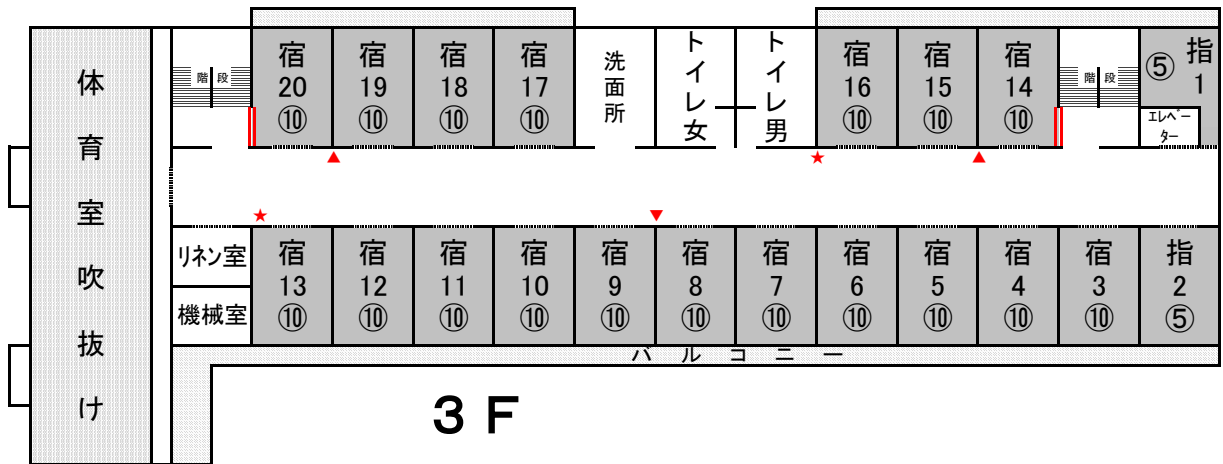 体育室吹抜け
階段
宿
20
⑩
宿
19
⑩
宿
18
⑩
宿
17
⑩
洗面所
トイレ女
トイレ男
宿
16
⑩
宿
15
⑩
宿
14
⑩
階段
指
1
⑤
エレベー
ター
リネン室
機械室
宿
13
⑩
宿
12
⑩
宿
11
⑩
宿
10
⑩
宿
9
⑩
宿
8
⑩
宿
7
⑩
宿
6
⑩
宿
5
⑩
宿
4
⑩
宿
3
⑩
指
2
⑤
バルコニー
３Ｆ